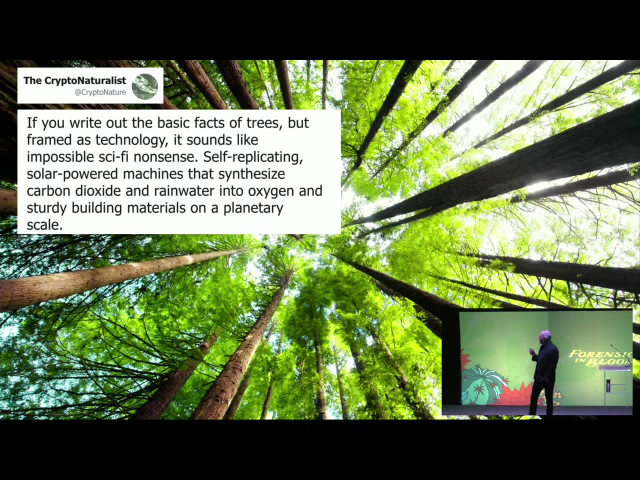 The CryptoNaturalist
@CryptoNature
If you write out the basic facts of trees, but
framed as technology, it sounds like
impossible sci-fi nonsense. Self-replicating,
solar-powered machines that synthesize
carbon dioxide and rainwater into oxygen and
sturdy building materials on a planetary
scale.
IN BLOOM